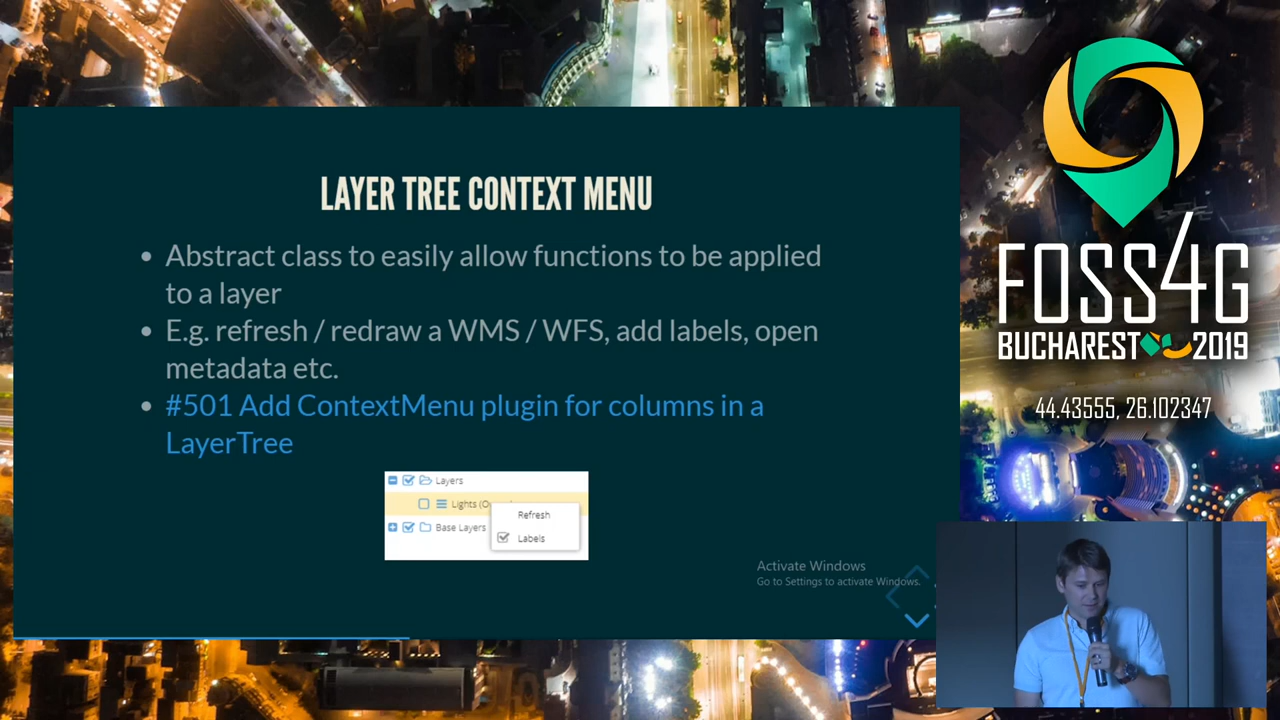 LAYER TREE CONTEXT MENU
Abstract class to easily allow functions to be applied
to a layer
E.g. refresh / redraw a WMS / WFS, add labels, open
metadata etc.
#501 Add ContextMenu plugin for columns in a
LayerTree
Layers
Lights
Refresh
Base Layers
Labels
Activate Windows
Go to Settings to activate Windows.
FOSS4G
BUCHAREST 2019
44.43555, 26.102347